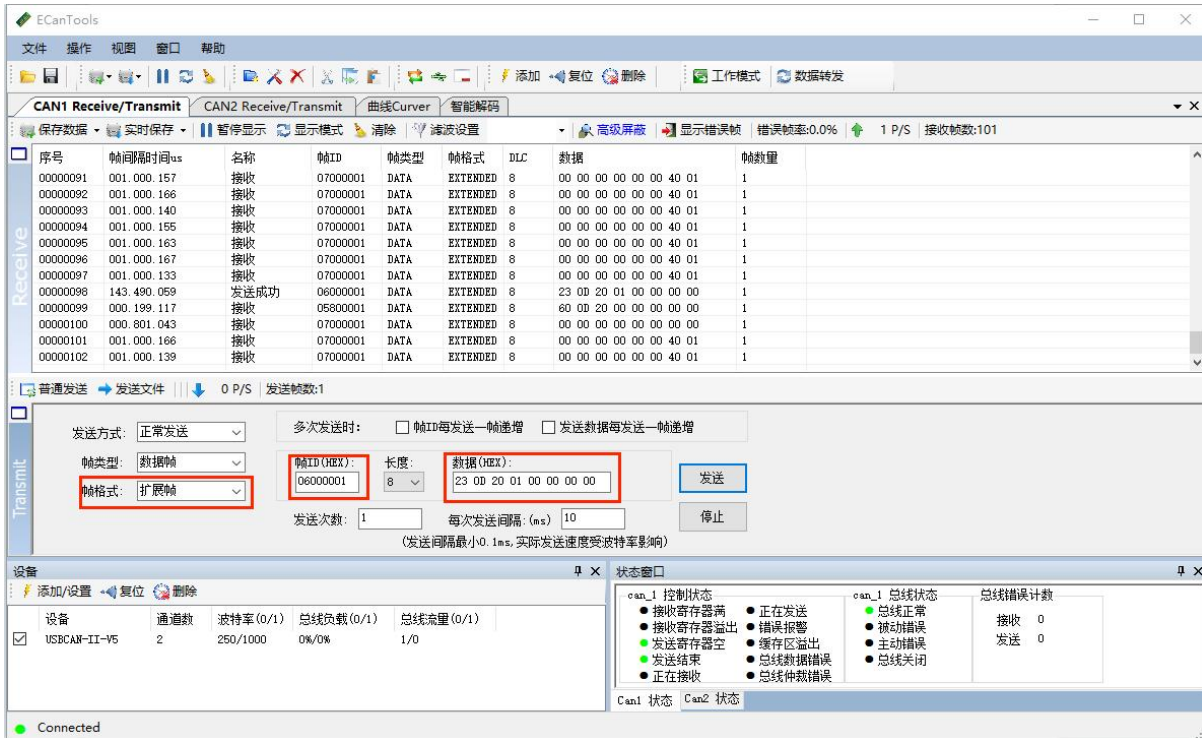 ECanTools
文件 操作 视图 窗口 帮助
添加 复位 删除 工作模式 数据转发
CAN1 Receive/Transmit CAN2 Receive/Transmit 曲线Curver 智能解码
保存数据 实时保存 暂停显示 显示模式 清除 滤波设置 高级屏蔽 显示错误帧 错误帧率:0.0% 1 P/S 接收帧数:101
序号 帧间隔时间us 名称 帧ID 帧类型 帧格式 DLC 数据 帧数量
00000091 001.000.157 接收 07000001 DATA EXTENDED 8 00 00 00 00 00 00 40 01 1
00000092 001.000.166 接收 07000001 DATA EXTENDED 8 00 00 00 00 00 00 40 01 1
00000093 001.000.140 接收 07000001 DATA EXTENDED 8 00 00 00 00 00 00 40 01 1
00000094 001.000.155 接收 07000001 DATA EXTENDED 8 00 00 00 00 00 00 40 01 1
00000095 001.000.163 接收 07000001 DATA EXTENDED 8 00 00 00 00 00 00 40 01 1
00000096 001.000.167 接收 07000001 DATA EXTENDED 8 00 00 00 00 00 00 40 01 1
00000097 001.000.133 接收 07000001 DATA EXTENDED 8 00 00 00 00 00 00 40 01 1
00000098 143.490.059 发送成功 06000001 DATA EXTENDED 8 23 0D 20 01 00 00 00 00 1
00000099 000.199.117 接收 05800001 DATA EXTENDED 8 60 0D 20 00 00 00 00 00 1
00000100 000.801.043 接收 07000001 DATA EXTENDED 8 00 00 00 00 00 00 00 00 1
00000101 001.000.166 接收 07000001 DATA EXTENDED 8 00 00 00 00 00 00 40 01 1
00000102 001.000.139 接收 07000001 DATA EXTENDED 8 00 00 00 00 00 00 40 01 1
Receive
普通发送 发送文件 0 P/S 发送帧数:1
发送方式: 正常发送 多次发送时: 帧ID每发送一帧递增 发送数据每发送一帧递增
帧类型: 数据帧 帧ID(HEX): 长度: 数据(HEX):
帧格式: 扩展帧 06000001 8 23 0D 20 01 00 00 00 00 发送
发送次数: 1 每次发送间隔:(ms) 10 停止
(发送间隔最小0.1ms,实际发送速度受波特率影响)
Transmit
设备
添加/设置 复位 删除
设备 通道数 波特率(0/1) 总线负载(0/1) 总线流量(0/1)
USBCAN-II-V5 2 250/1000 0%/0% 1/0
状态窗口
can_1 控制状态 can_1 总线状态 总线错误计数
接收寄存器满 正在发送 总线正常 接收 0
接收寄存器溢出 错误报警 被动错误 发送 0
发送寄存器空 缓存区溢出 主动错误
发送结束 总线数据错误 总线关闭
正在接收 总线仲裁错误
Can1 状态 Can2 状态
Connected